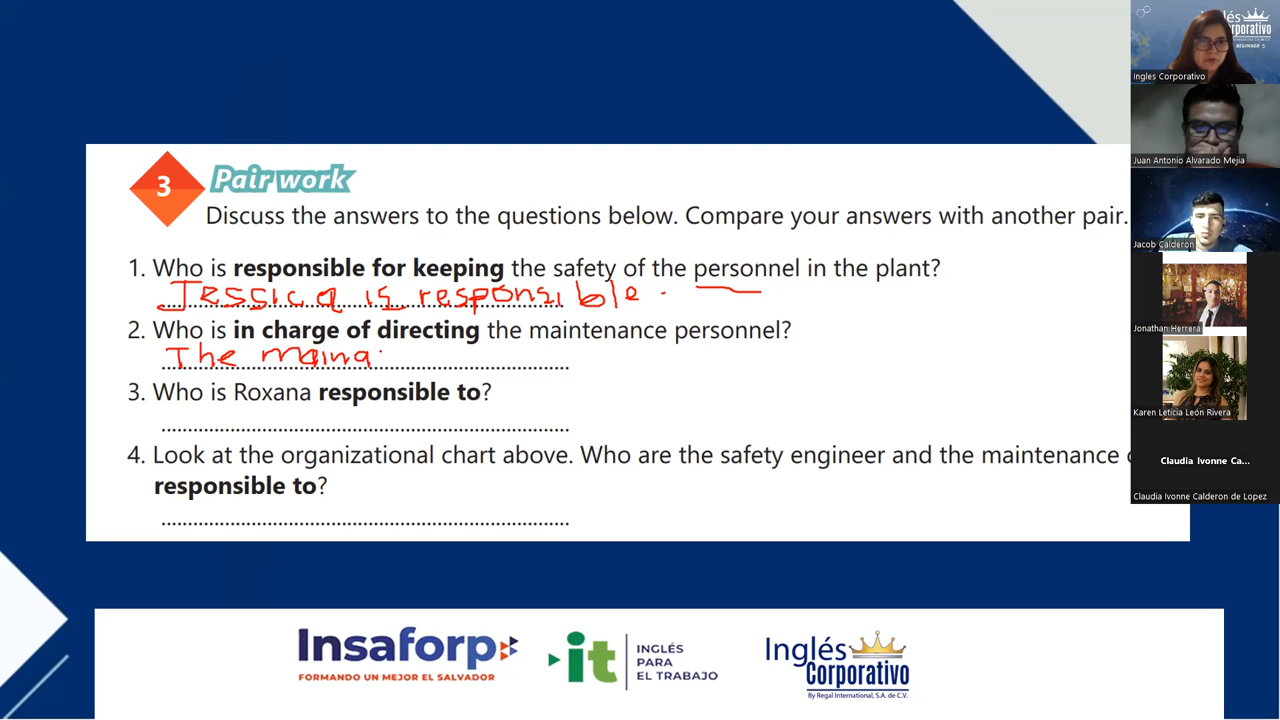 3
Pair work
Discuss the answers to the questions below. Compare your answers with another pair.
1. Who is responsible for keeping the safety of the personnel in the plant?
Jessica is responsible.
2. Who is in charge of directing the maintenance personnel?
The maina
3. Who is Roxana responsible to?
4. Look at the organizational chart above. Who are the safety engineer and the maintenance
responsible to?
Insaforp
FORMANDO UN MEJOR EL SALVADOR
it
INGLÉS
PARA
EL TRABAJO
Inglés
Corporativo
By Regal International, S.A. de C.V.
Ingles Corporativo
BEGINNER 5
Juan Antonio Alvarado Mejia
Jacob Calderon
Jonathan Herrera
Karen Leticia León Rivera
Claudia Ivonne Ca...
Claudia Ivonne Calderon de Lopez